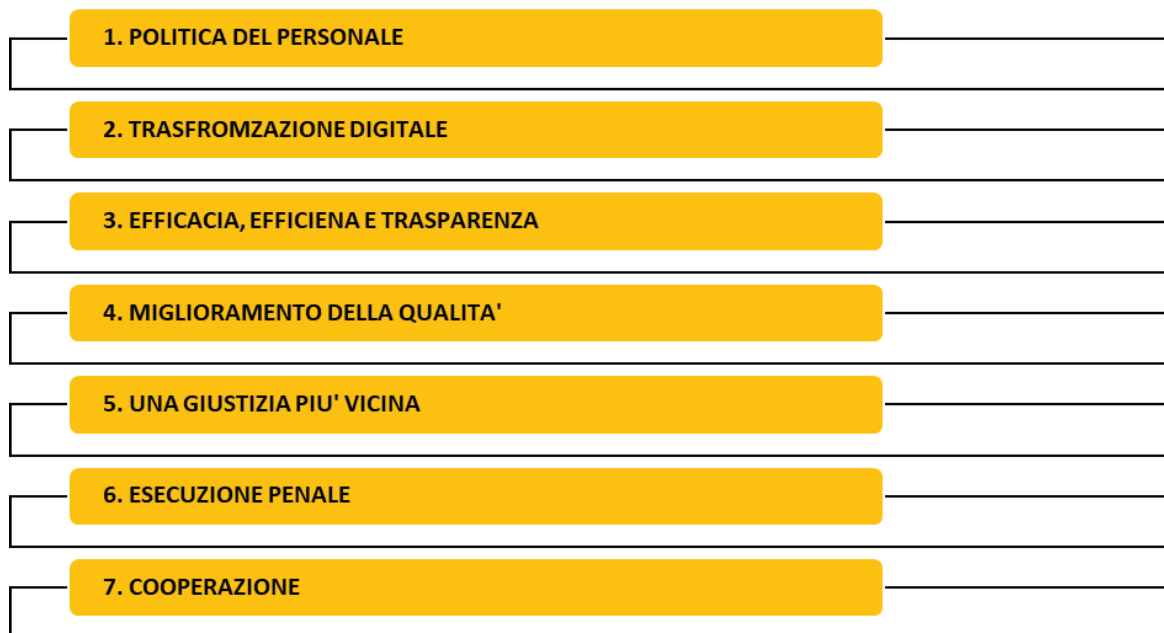 1. POLITICA DEL PERSONALE
2. TRASFROMZAZIONE DIGITALE
3. EFFICACIA, EFFICIENA E TRASPARENZA
4. MIGLIORAMENTO DELLA QUALITA'
5. UNA GIUSTIZIA PIU' VICINA
6. ESECUZIONE PENALE
7. COOPERAZIONE